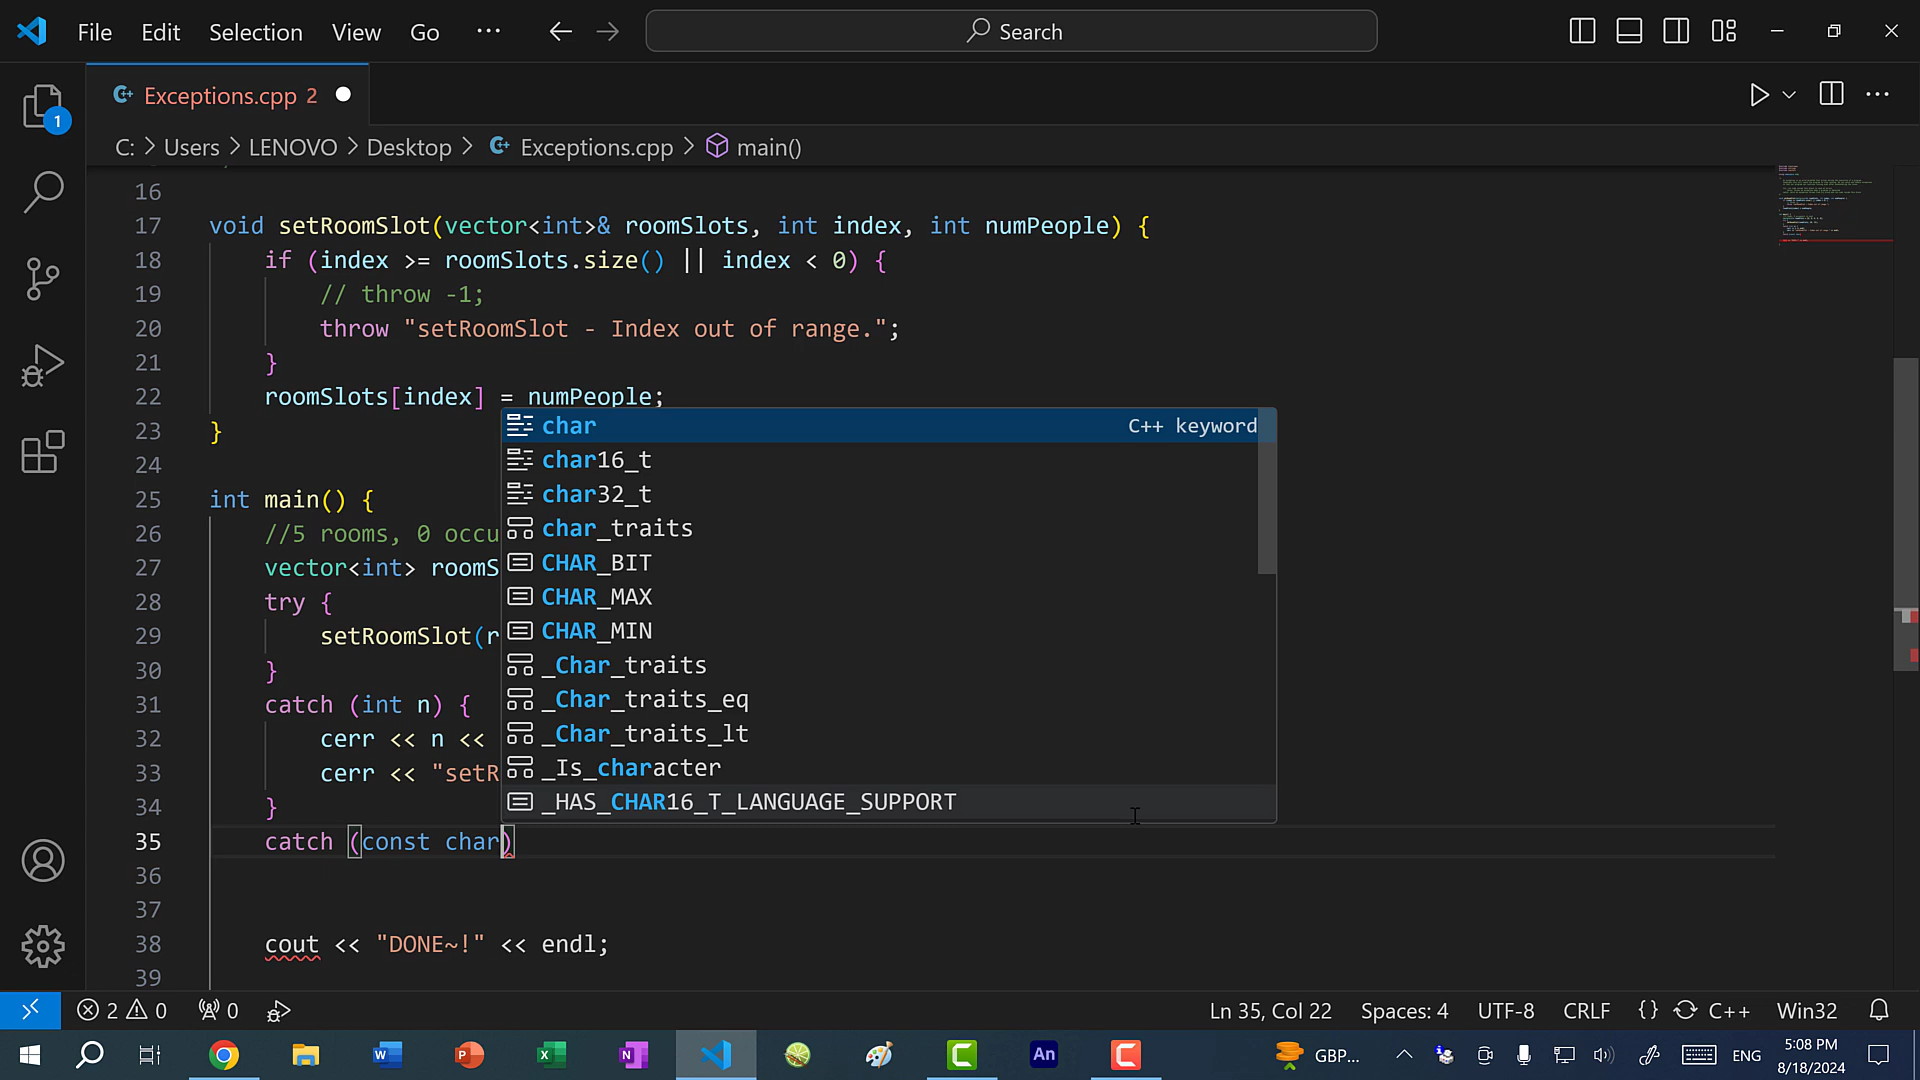 File Edit Selection View Go ··· Search
Exceptions.cpp 2
1
C: > Users > LENOVO > Desktop > Exceptions.cpp > main()
16
17 void setRoomSlot(vector<int>& roomSlots, int index, int numPeople) {
18 if (index >= roomSlots.size() || index < 0) {
19 // throw -1;
20 throw "setRoomSlot - Index out of range.";
21 }
22 roomSlots[index] = numPeople;
23 }
24
25 int main() {
26 //5 rooms, 0 occu
27 vector<int> roomS
28 try {
29 setRoomSlot(r
30 }
31 catch (int n) {
32 cerr << n <<
33 cerr << "setR
34 }
35 catch (const char)
36
37
38 cout << "DONE~!" << endl;
39
char C++ keyword
char16_t
char32_t
char_traits
CHAR_BIT
CHAR_MAX
CHAR_MIN
_Char_traits
_Char_traits_eq
_Char_traits_lt
_Is_character
_HAS_CHAR16_T_LANGUAGE_SUPPORT
2 0 0 Ln 35, Col 22 Spaces: 4 UTF-8 CRLF {} C++ Win32
An GBP... ENG 5:08 PM
8/18/2024